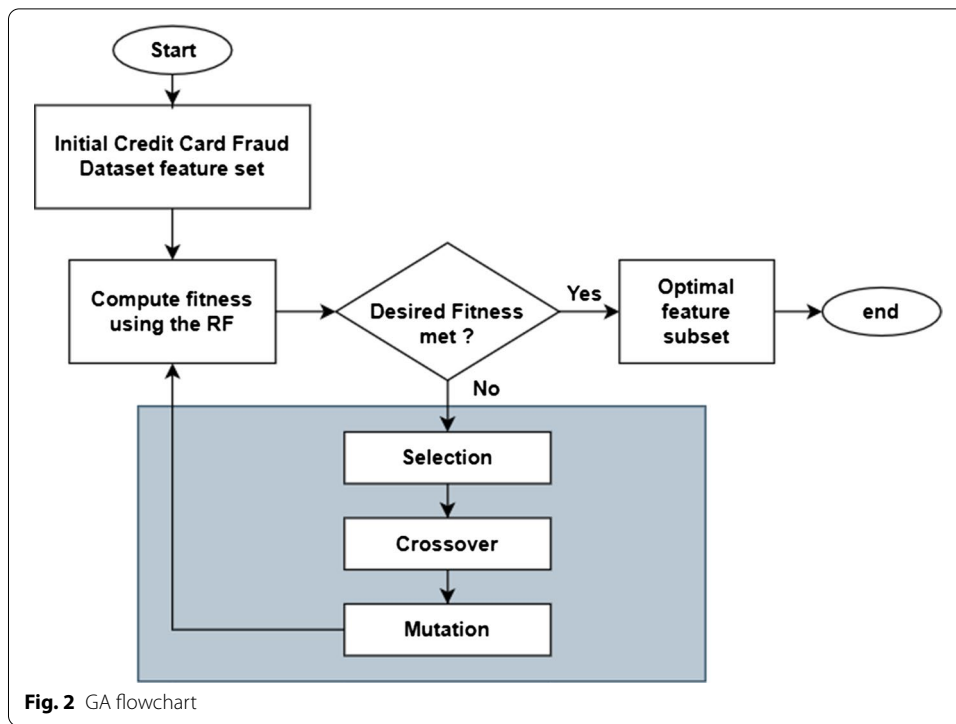 Start
Initial Credit Card Fraud
Dataset feature set
Compute fitness
using the RF
Desired Fitness
met ?
Yes
Optimal
feature
subset
end
No
Selection
Crossover
Mutation
Fig. 2 GA flowchart